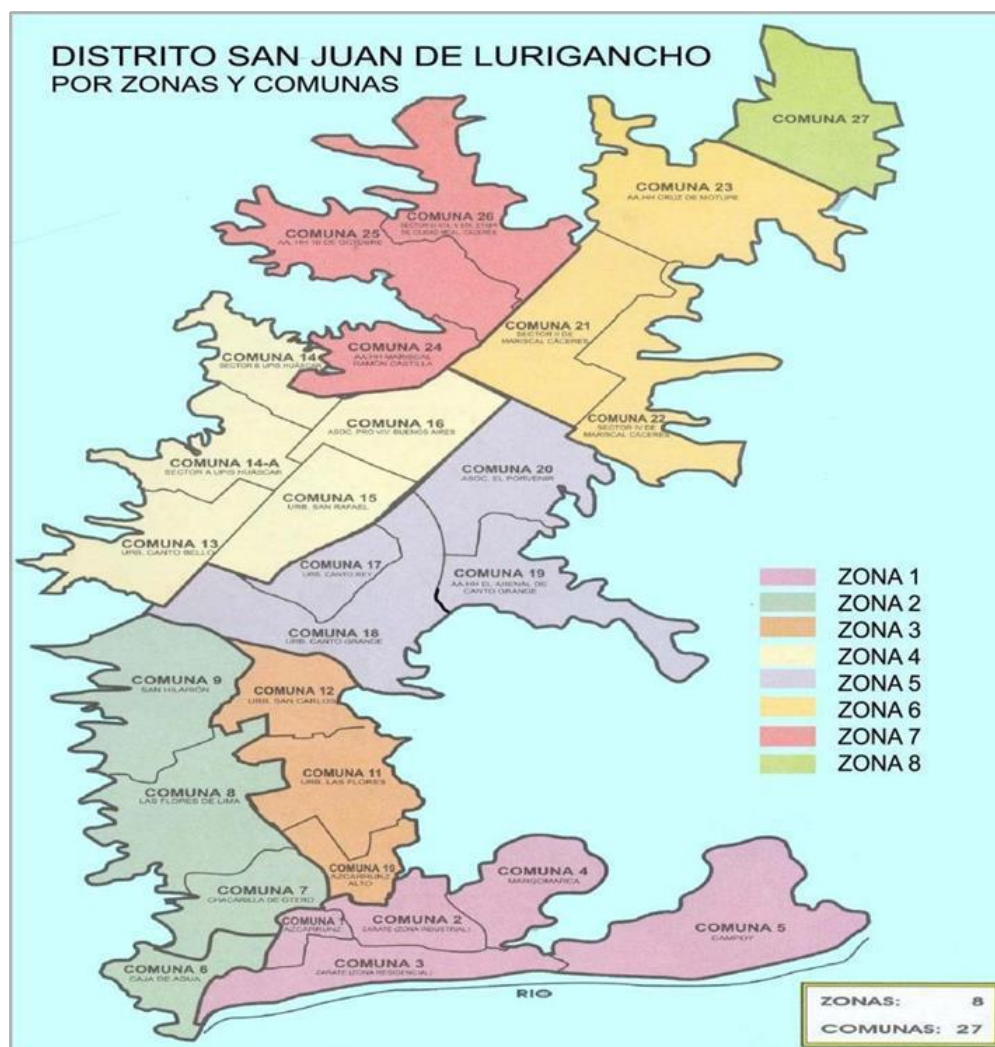 DISTRITO SAN JUAN DE LURIGANCHO
POR ZONAS Y COMUNAS
COMUNA 27
COMUNA 23
AA.HH CRUZ DE MOTUPE
COMUNA 26
COMUNA 25
AA. HH 10 DE OCTUBRE
COMUNA 21
SECTOR II DE
MARISCAL CÁCERES
COMUNA 24
AA.HH MARISCAL
RAMON CASTILLA
COMUNA 14
SECTOR B UPIS HUÁSCAR
COMUNA 22
SECTOR IV DE
MARISCAL CÁCERES
COMUNA 16
ASOC. PRO VIV. BUENOS AIRES
COMUNA 14-A
SECTOR A UPIS HUÁSCAR
COMUNA 20
ASOC. EL PORVENIR
COMUNA 15
URB. SAN RAFAEL
COMUNA 13
URB. CANTO BELLO
COMUNA 17
URB. CANTO REY
COMUNA 19
AA.HH EL ARENAL DE
CANTO GRANDE
COMUNA 18
URB. CANTO GRANDE
ZONA 1
ZONA 2
ZONA 3
ZONA 4
ZONA 5
ZONA 6
ZONA 7
ZONA 8
COMUNA 9
SAN HILARIÓN
COMUNA 12
URB. SAN CARLOS
COMUNA 11
URB. LAS FLORES
COMUNA 8
LAS FLORES DE LIMA
COMUNA 10
AZCARRUNZ
ALTO
COMUNA 4
MANGOMARCA
COMUNA 7
CHACARILLA DE OTERO
COMUNA 1
AZCARRUNZ
COMUNA 2
ZARATE (ZONA INDUSTRIAL)
COMUNA 5
CAMPOY
COMUNA 3
ZARATE (ZONA RESIDENCIAL)
COMUNA 6
CAJA DE AGUA
RIO
ZONAS: 8
COMUNAS: 27